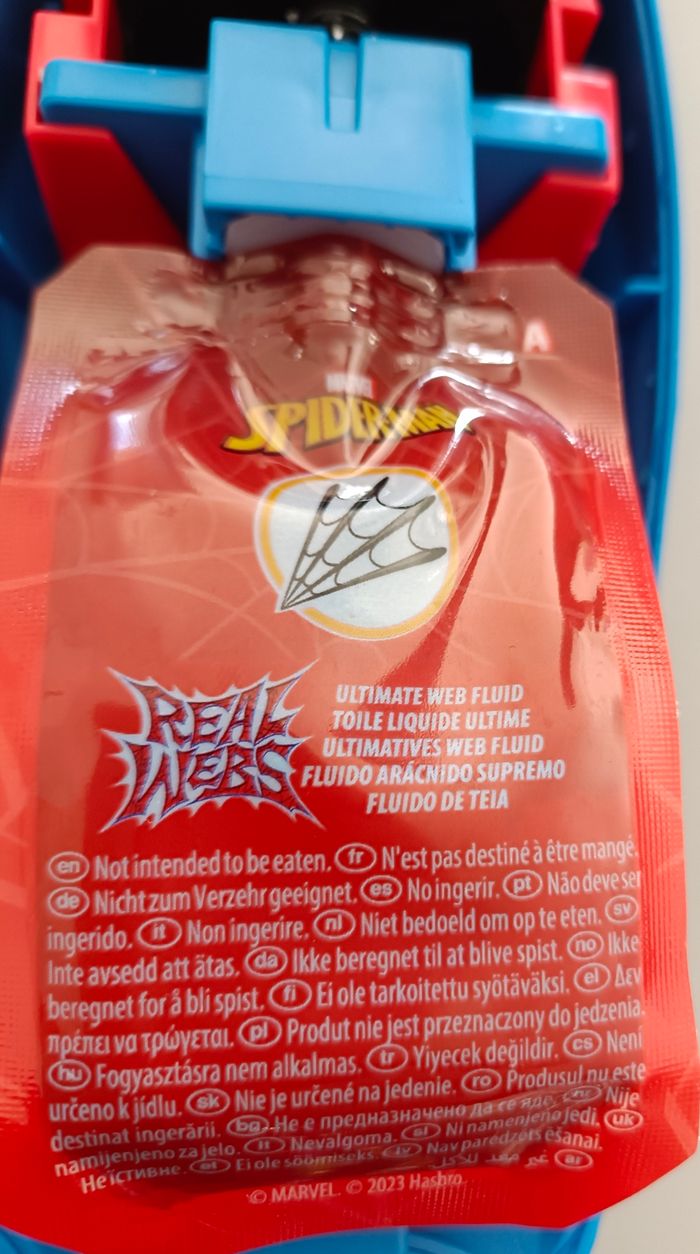 A
MARVEL
SPIDER-MAN
REAL
WEBS
ULTIMATE WEB FLUID
TOILE LIQUIDE ULTIME
ULTIMATIVES WEB FLUID
FLUIDO ARÁCNIDO SUPREMO
FLUIDO DE TEIA
en Not intended to be eaten. fr N'est pas destiné à être mangé.
de Nicht zum Verzehr geeignet. es No ingerir. pt Não deve ser
ingerido. it Non ingerire. nl Niet bedoeld om op te eten. sv
Inte avsedd att ätas. da Ikke beregnet til at blive spist. no Ikke
beregnet for å bli spist. fi Ei ole tarkoitettu syötäväksi. el Δεν
πρέπει να τρώγεται. pl Produt nie jest przeznaczony do jedzenia.
hu Fogyasztásra nem alkalmas. tr Yiyecek değildir. cs Není
určeno k jídlu. sk Nie je určené na jedenie. ro Produsul nu este
destinat ingerării. bg Не е предназначено да се яде. Nije
namijenjeno za jelo. lt Nevalgoma. sl Ni namenjeno jedi. uk
Не їстивне. et Ei ole söömiseks. lv Nav paredzēts ēšanai. غير معد للأكل ar
© MARVEL. © 2023 Hasbro.